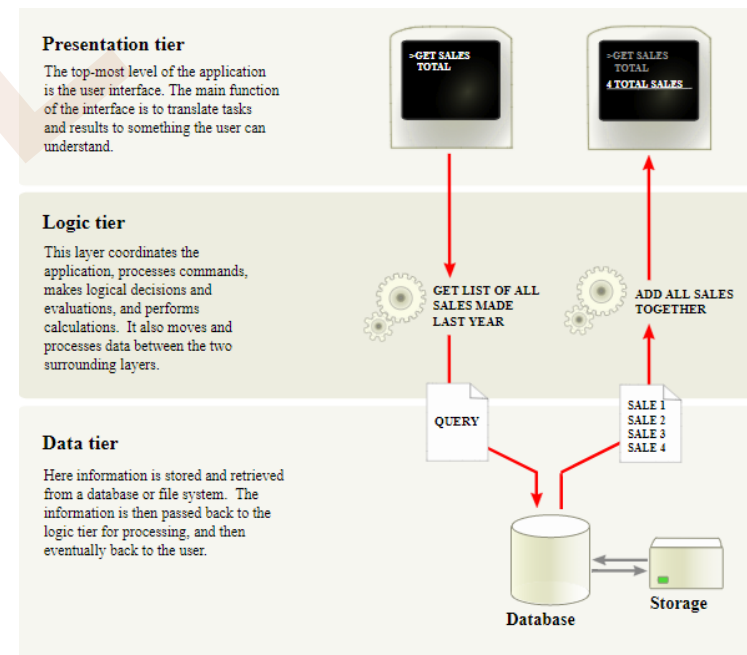 Presentation tier
The top-most level of the application
is the user interface. The main function
of the interface is to translate tasks
and results to something the user can
understand.
>GET SALES
TOTAL
>GET SALES
TOTAL
4 TOTAL SALES
Logic tier
This layer coordinates the
application, processes commands,
makes logical decisions and
evaluations, and performs
calculations.  It also moves and
processes data between the two
surrounding layers.
GET LIST OF ALL
SALES MADE
LAST YEAR
ADD ALL SALES
TOGETHER
QUERY
SALE 1
SALE 2
SALE 3
SALE 4
Data tier
Here information is stored and retrieved
from a database or file system.  The
information is then passed back to the
logic tier for processing, and then
eventually back to the user.
Database
Storage